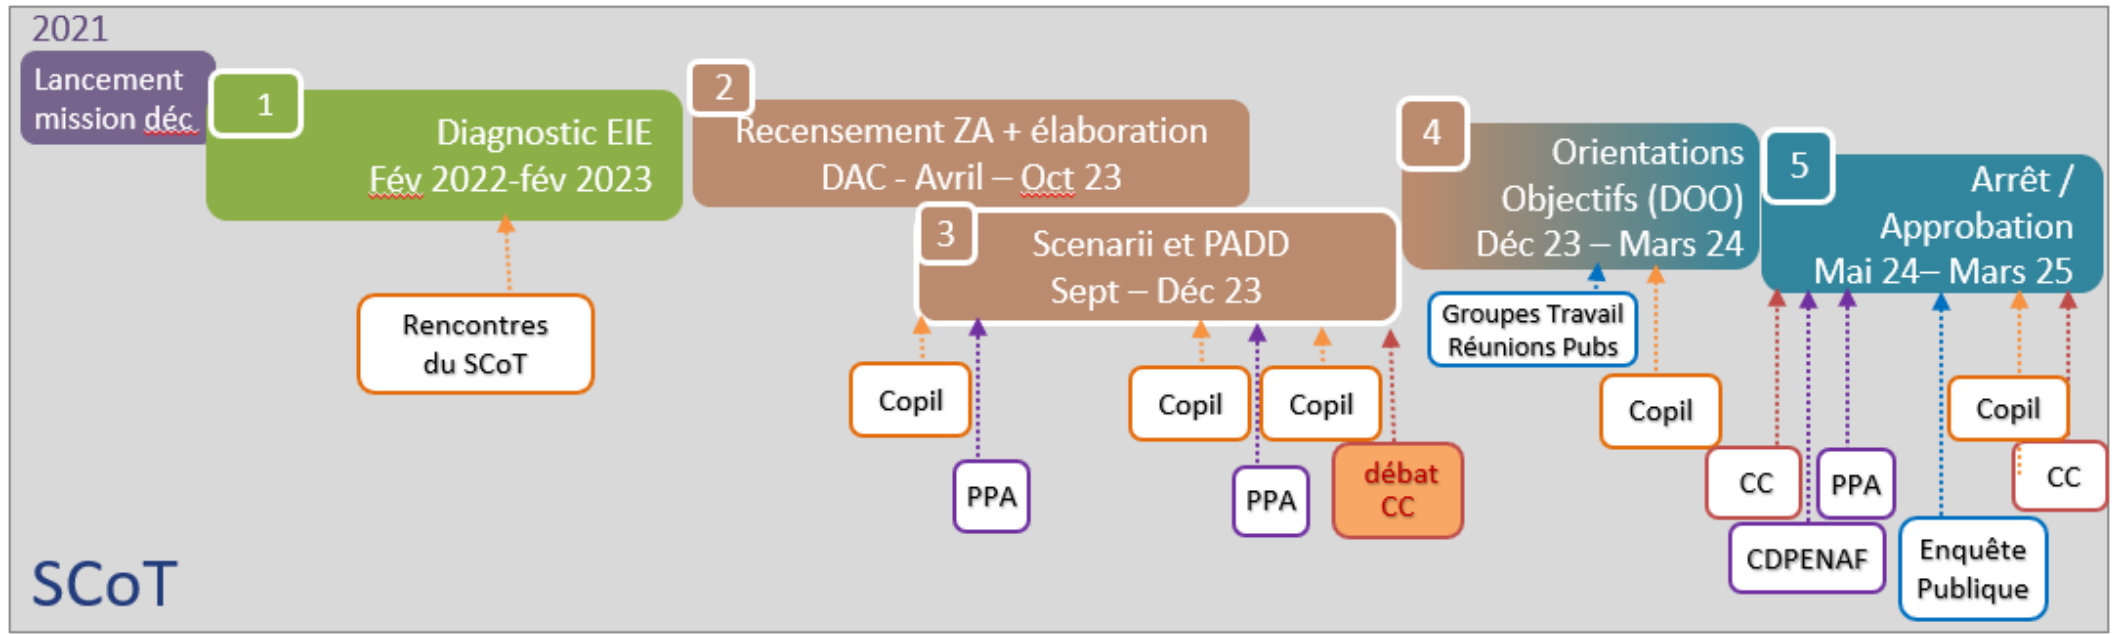 2021
Lancement
mission déc
1
Diagnostic EIE
Fév 2022-fév 2023
2
Recensement ZA + élaboration
DAC - Avril – Oct 23
3
Scenarii et PADD
Sept – Déc 23
4
Orientations
Objectifs (DOO)
Déc 23 – Mars 24
5
Arrêt /
Approbation
Mai 24– Mars 25
Rencontres
du SCoT
Copil
PPA
Copil
PPA
Copil
débat
CC
Groupes Travail
Réunions Pubs
Copil
CC
CDPENAF
PPA
Enquête
Publique
Copil
CC
SCoT